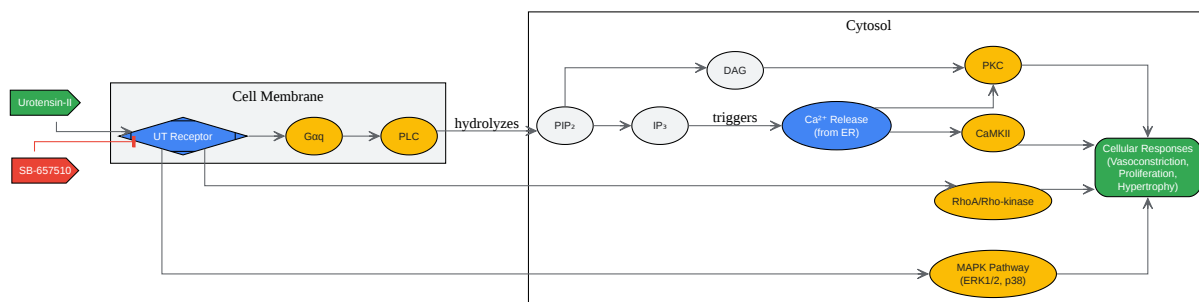 Cytosol
Cell Membrane
Urotensin-II
SB-657510
UT Receptor
Gαq
PLC
hydrolyzes
PIP₂
DAG
IP₃
triggers
Ca²⁺ Release
(from ER)
PKC
CaMKII
RhoA/Rho-kinase
MAPK Pathway
(ERK1/2, p38)
Cellular Responses
(Vasoconstriction,
Proliferation,
Hypertrophy)